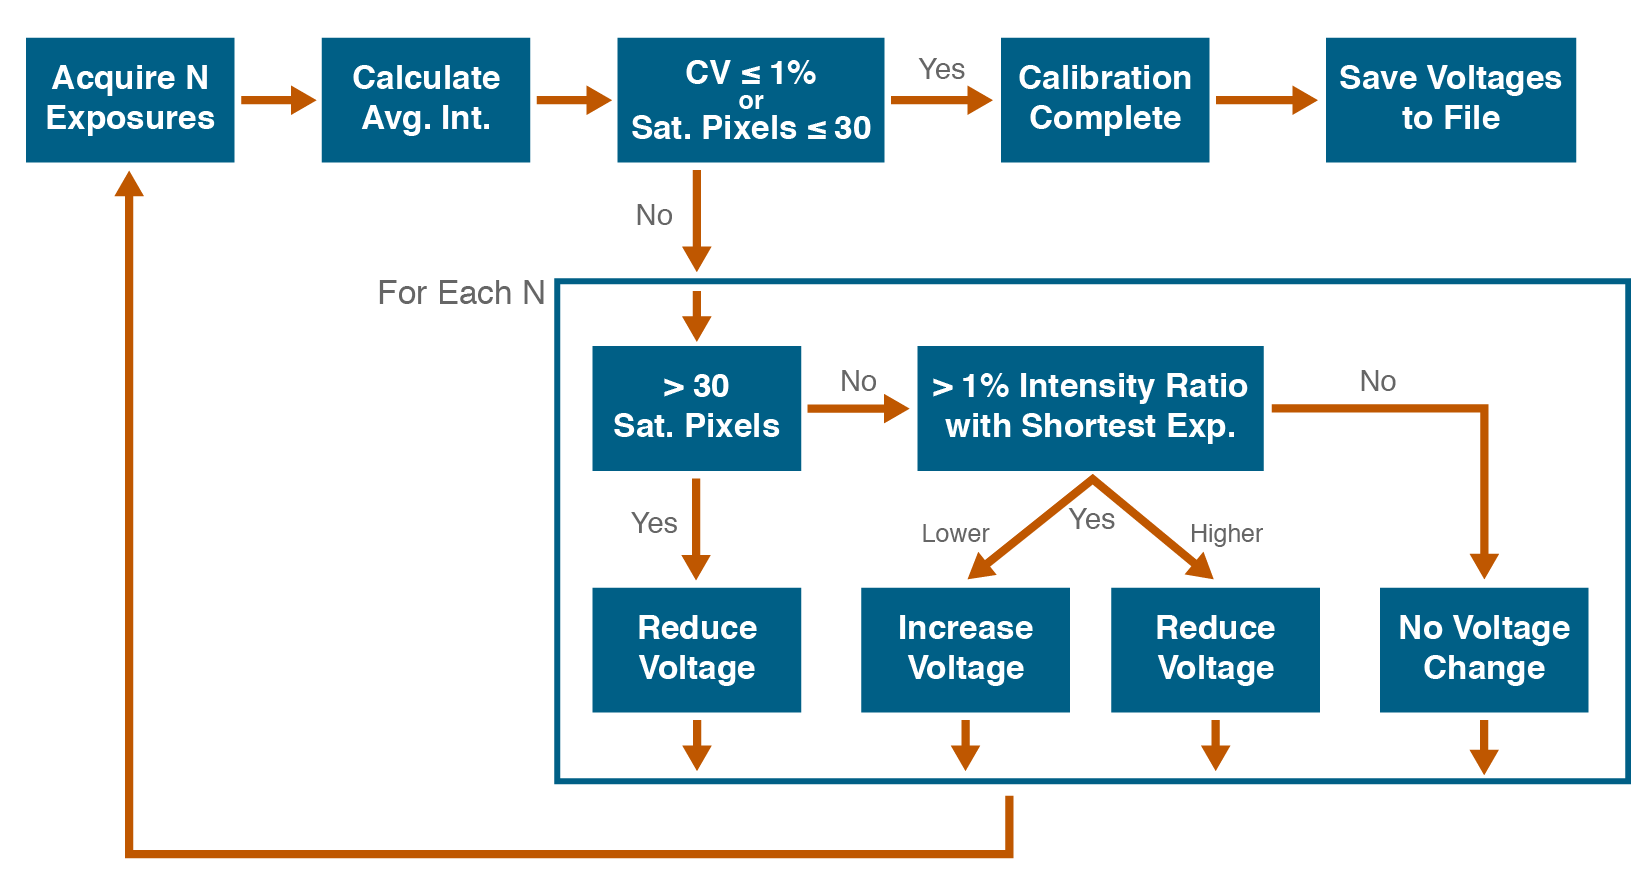 Acquire N
Exposures
Calculate
Avg. Int.
CV ≤ 1%
or
Sat. Pixels ≤ 30
Yes
Calibration
Complete
Save Voltages
to File
No
For Each N
> 30
Sat. Pixels
No
> 1% Intensity Ratio
with Shortest Exp.
No
Yes
Lower
Yes
Higher
Reduce
Voltage
Increase
Voltage
Reduce
Voltage
No Voltage
Change